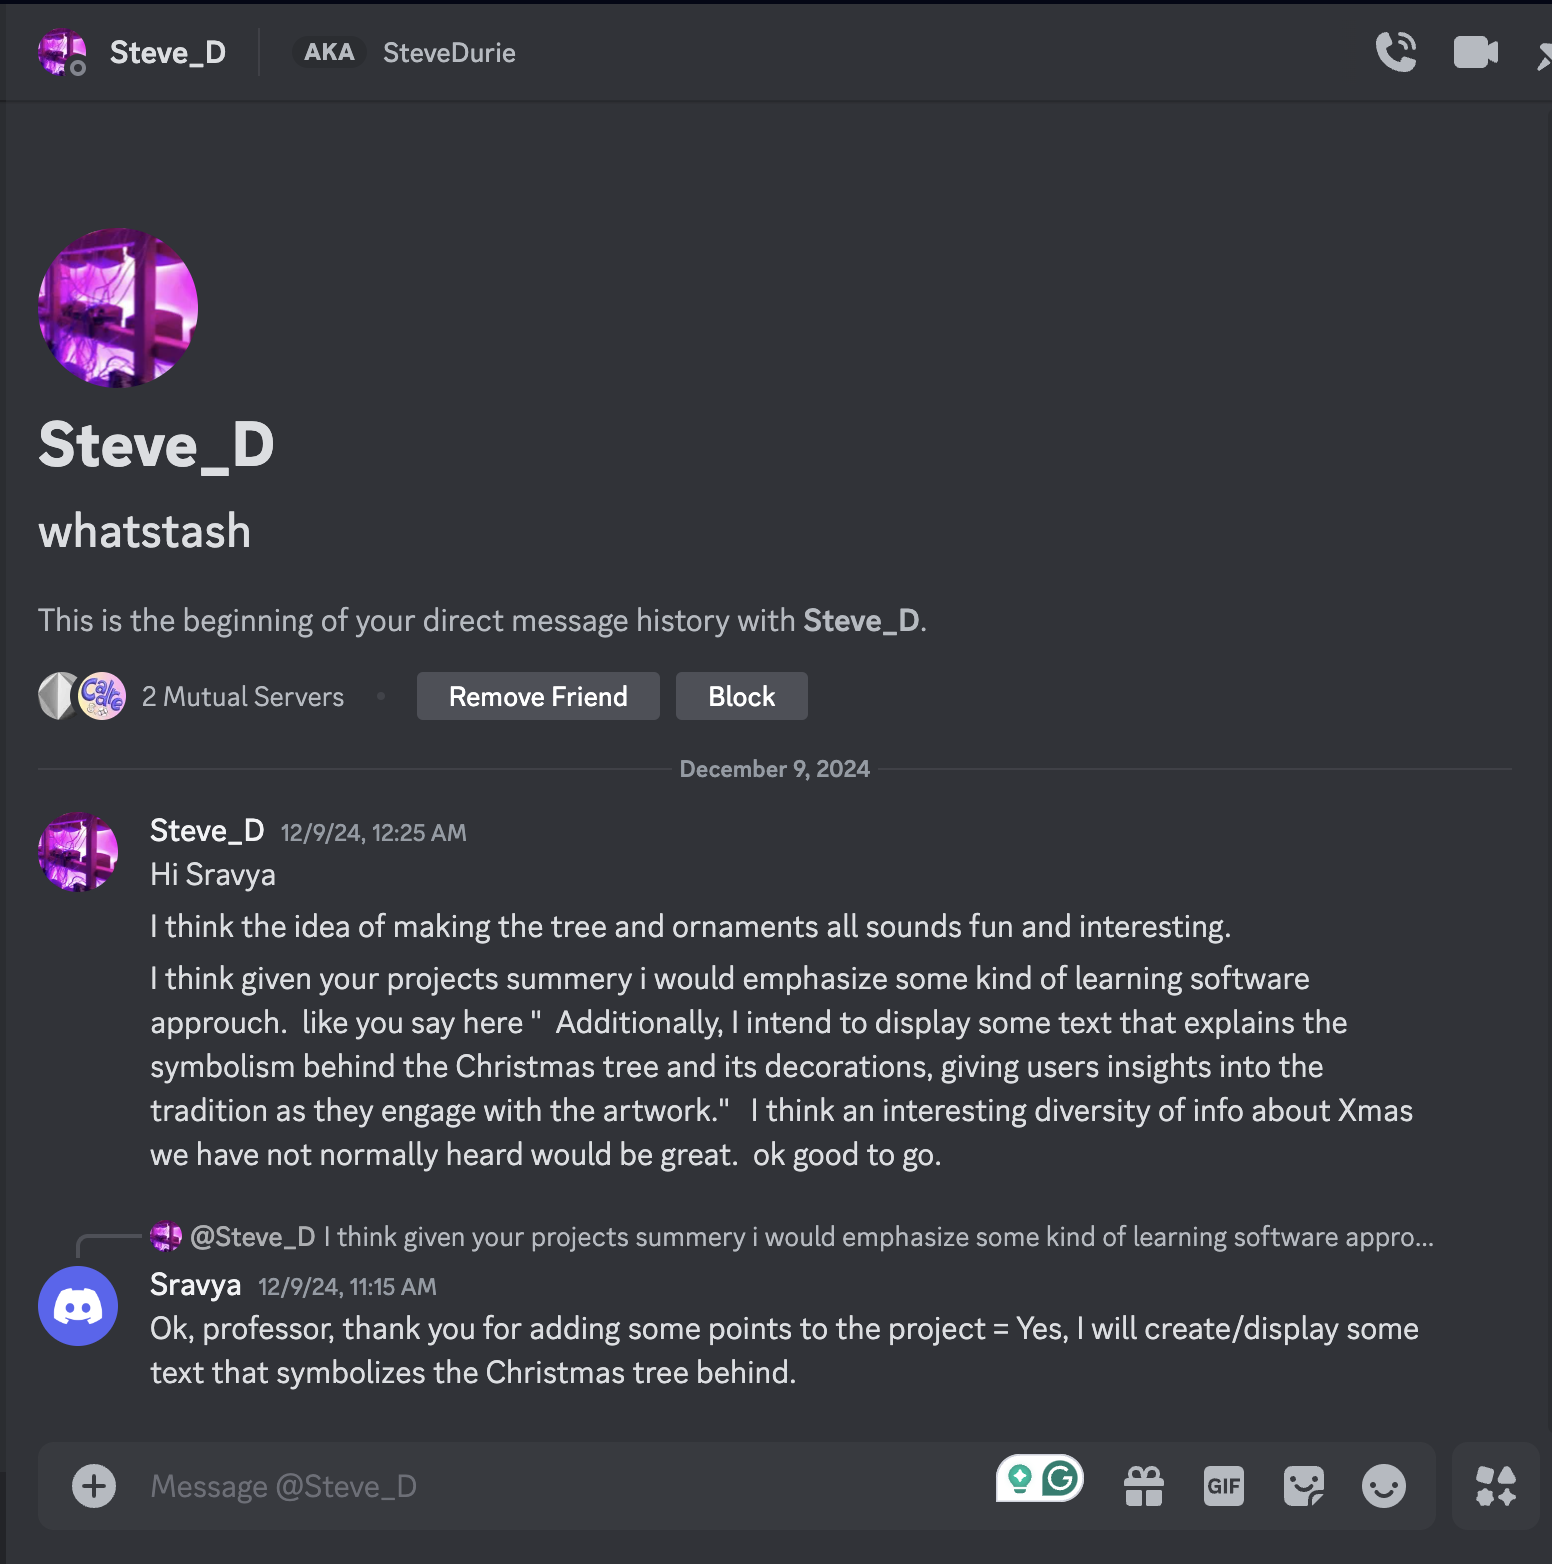 Steve_D AKA SteveDurie
Steve_D
whatstash
This is the beginning of your direct message history with Steve_D.
Calre
2 Mutual Servers
Remove Friend
Block
December 9, 2024
Steve_D 12/9/24, 12:25 AM
Hi Sravya
I think the idea of making the tree and ornaments all sounds fun and interesting.
I think given your projects summery i would emphasize some kind of learning software
approuch.  like you say here "  Additionally, I intend to display some text that explains the
symbolism behind the Christmas tree and its decorations, giving users insights into the
tradition as they engage with the artwork."   I think an interesting diversity of info about Xmas
we have not normally heard would be great.  ok good to go.
@Steve_D I think given your projects summery i would emphasize some kind of learning software appro...
Sravya 12/9/24, 11:15 AM
Ok, professor, thank you for adding some points to the project = Yes, I will create/display some
text that symbolizes the Christmas tree behind.
Message @Steve_D
G
GIF